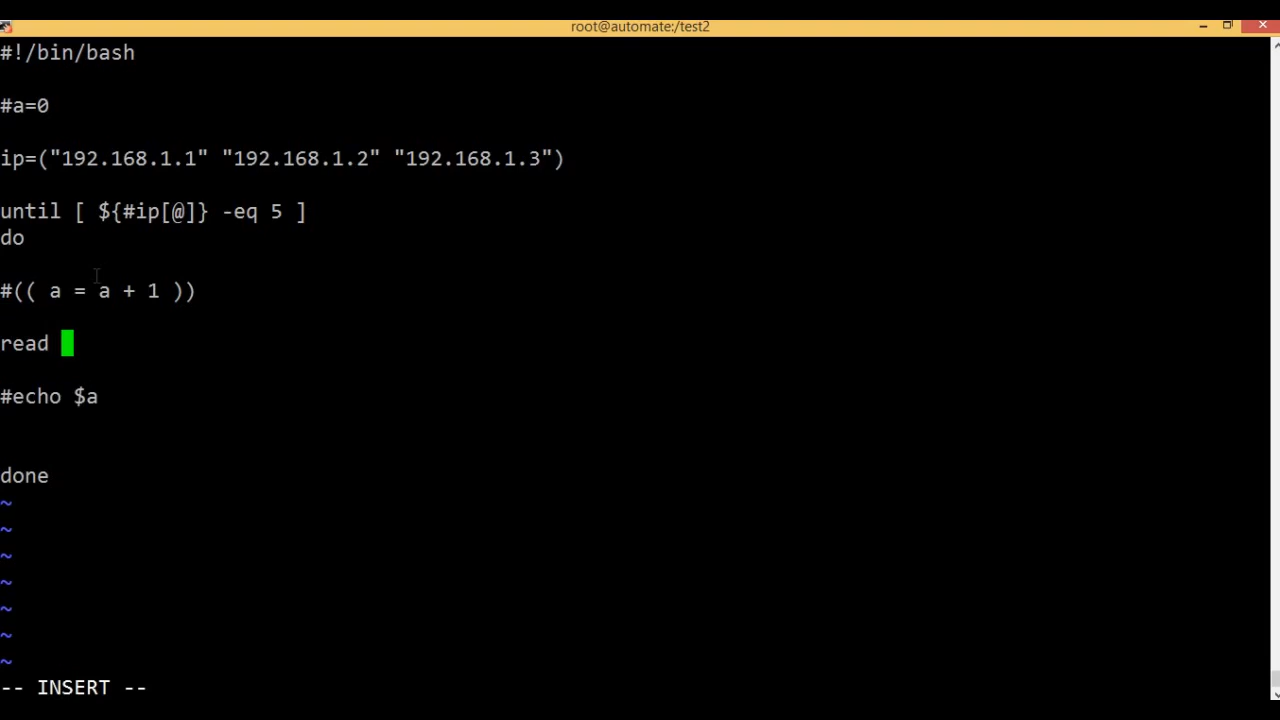 root@automate:/test2
#!/bin/bash
#a=0
ip=("192.168.1.1" "192.168.1.2" "192.168.1.3")
until [ ${#ip[@]} -eq 5 ]
do
#(( a = a + 1 ))
read
#echo $a
done
~
~
~
~
~
~
~
-- INSERT --